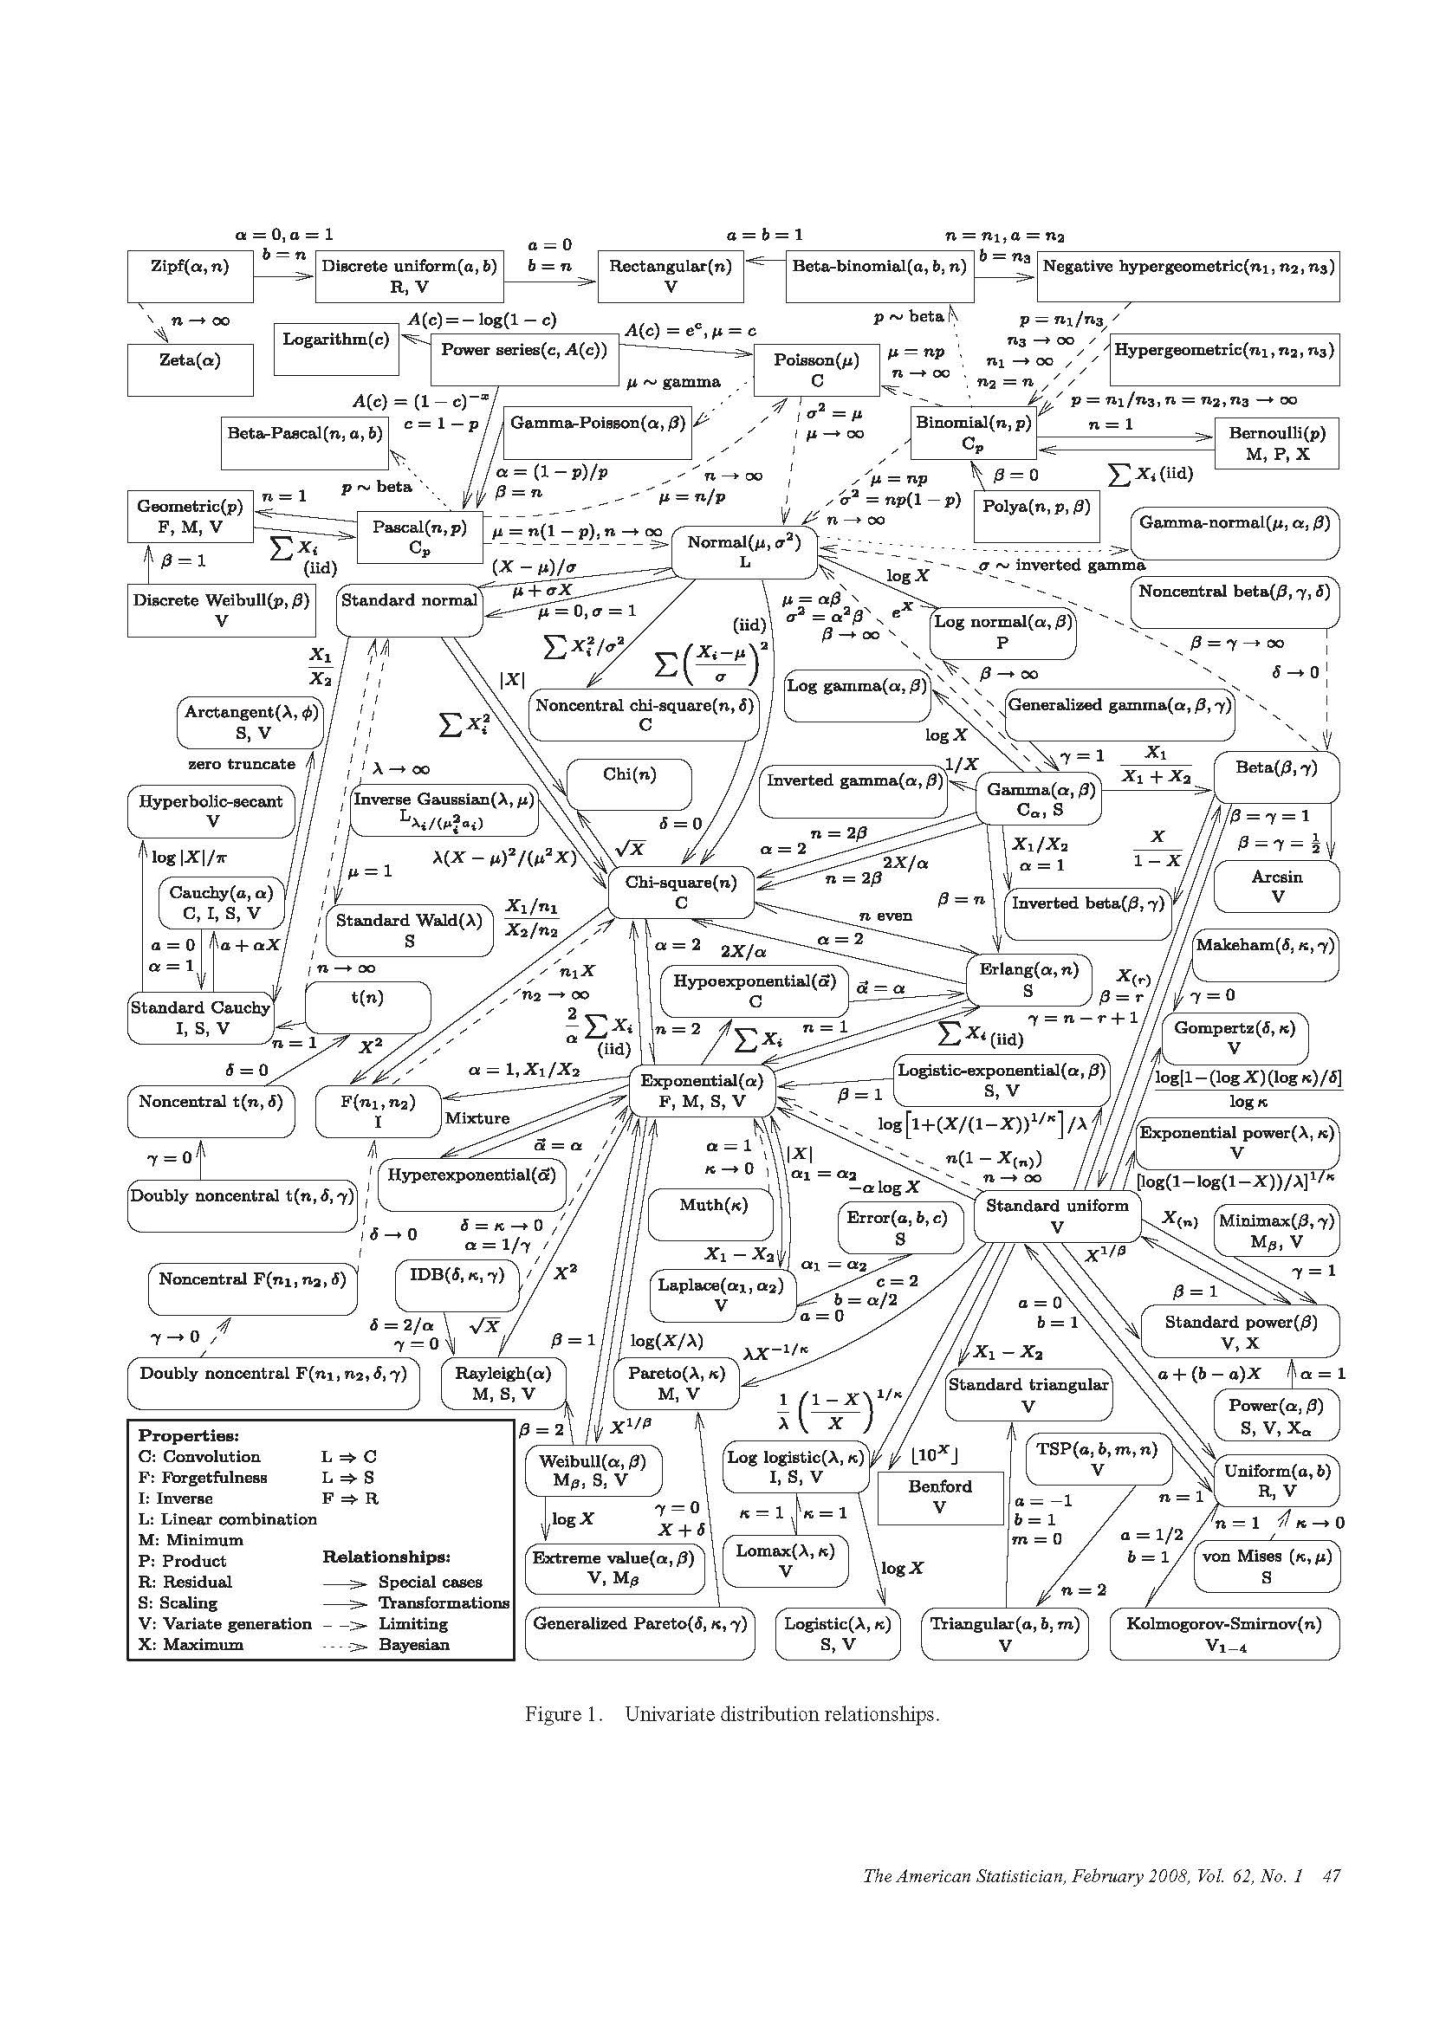 α = 0, a = 1
b = n
a = 0
b = n
a = b = 1
n = n₁, a = n₂
b = n₃
Zipf(α, n)
Discrete uniform(a, b)
R, V
Rectangular(n)
V
Beta-binomial(a, b, n)
Negative hypergeometric(n₁, n₂, n₃)
n → ∞
A(c) = − log(1 − c)
A(c) = eᶜ, μ = c
p ∼ beta
p = n₁/n₃
n₃ → ∞
n₁ → ∞
n₂ = n
Zeta(α)
Logarithm(c)
Power series(c, A(c))
Poisson(μ)
C
μ = np
n → ∞
Hypergeometric(n₁, n₂, n₃)
μ ∼ gamma
p = n₁/n₃, n = n₂, n₃ → ∞
A(c) = (1 − c)⁻ˣ
c = 1 − p
σ² = μ
μ → ∞
Beta-Pascal(n, a, b)
Gamma-Poisson(α, β)
Binomial(n, p)
Cₚ
n = 1
Bernoulli(p)
M, P, X
∑ Xᵢ (iid)
α = (1 − p)/p
β = n
n → ∞
μ = n/p
p ∼ beta
μ = np
σ² = np(1 − p)
n → ∞
β = 0
Geometric(p)
F, M, V
n = 1
∑ Xᵢ
(iid)
Pascal(n, p)
Cₚ
μ = n(1 − p), n → ∞
Normal(μ, σ²)
L
Polya(n, p, β)
Gamma-normal(μ, α, β)
σ ∼ inverted gamma
β = 1
(X − μ)/σ
μ + σX
μ = 0, σ = 1
log X
eˣ
Discrete Weibull(p, β)
V
Standard normal
μ = αβ
σ² = α²β
β → ∞
Log normal(α, β)
P
Noncentral beta(β, γ, δ)
β = γ → ∞
δ → 0
X₁
X₂
|X|
∑ Xᵢ²/σ²
(iid)
∑ ((Xᵢ−μ)/σ)²
β → ∞
Log gamma(α, β)
Generalized gamma(α, β, γ)
Arctangent(λ, φ)
S, V
∑ Xᵢ²
Noncentral chi-square(n, δ)
C
log X
γ = 1
X₁
X₁ + X₂
Beta(β, γ)
zero truncate
λ → ∞
Chi(n)
Inverted gamma(α, β)
1/X
Gamma(α, β)
C_α, S
Hyperbolic-secant
V
Inverse Gaussian(λ, μ)
L_λᵢ/(μᵢ²aᵢ)
δ = 0
β = γ = 1
β = γ = ½
log |X|/π
μ = 1
λ(X − μ)²/(μ²X)
√X
α = 2
n = 2β
2X/α
n = 2β
X₁/X₂
α = 1
X
1 − X
Arcsin
V
Cauchy(a, α)
C, I, S, V
Standard Wald(λ)
S
X₁/n₁
X₂/n₂
Chi-square(n)
C
β = n
Inverted beta(β, γ)
n even
α = 2
2X/α
α = 2
a = 0
α = 1
a + αX
n → ∞
n₁X
n₂ → ∞
Hypoexponential(α⃗)
C
α⃗ = α
Erlang(α, n)
S
X₍ᵣ₎
β = r
γ = n − r + 1
Makeham(δ, κ, γ)
γ = 0
Standard Cauchy
I, S, V
t(n)
n = 1
X²
2/α ∑ Xᵢ
(iid)
n = 2
∑ Xᵢ
n = 1
∑ Xᵢ (iid)
Gompertz(δ, κ)
V
log[1−(log X)(log κ)/δ]
log κ
δ = 0
α = 1, X₁/X₂
Noncentral t(n, δ)
F(n₁, n₂)
I
Exponential(α)
F, M, S, V
β = 1
Logistic-exponential(α, β)
S, V
log[1+(X/(1−X))^{1/κ}]/λ
Exponential power(λ, κ)
V
[log(1−log(1−X))/λ]^{1/κ}
Mixture
α⃗ = α
γ = 0
Hyperexponential(α⃗)
α = 1
κ → 0
|X|
α₁ = α₂
n(1 − X₍ₙ₎)
n → ∞
−α log X
Doubly noncentral t(n, δ, γ)
δ → 0
δ = κ → 0
α = 1/γ
Muth(κ)
X₁ − X₂
Error(a, b, c)
S
Standard uniform
V
X₍ₙ₎
Minimax(β, γ)
M_β, V
γ = 1
Noncentral F(n₁, n₂, δ)
IDB(δ, κ, γ)
X²
Laplace(α₁, α₂)
V
α₁ = α₂
c = 2
b = α/2
a = 0
X^{1/β}
β = 1
Standard power(β)
V, X
γ → 0
δ = 2/α
γ = 0
√X
β = 1
log(X/λ)
λX^{−1/κ}
a = 0
b = 1
X₁ − X₂
a + (b − a)X
α = 1
Doubly noncentral F(n₁, n₂, δ, γ)
Rayleigh(α)
M, S, V
Pareto(λ, κ)
M, V
1/λ ((1 − X)/X)^{1/κ}
Standard triangular
V
Power(α, β)
S, V, X_α
β = 2
X^{1/β}
Weibull(α, β)
M_β, S, V
Log logistic(λ, κ)
I, S, V
⌊10ˣ⌋
Benford
V
TSP(a, b, m, n)
V
Uniform(a, b)
R, V
n = 1
log X
γ = 0
X + δ
κ = 1
κ = 1
a = −1
b = 1
m = 0
a = 1/2
b = 1
n = 1
κ → 0
Extreme value(α, β)
V, M_β
Lomax(λ, κ)
V
log X
n = 2
von Mises (κ, μ)
S
Generalized Pareto(δ, κ, γ)
Logistic(λ, κ)
S, V
Triangular(a, b, m)
V
Kolmogorov-Smirnov(n)
V₁₋₄
Properties:
C: Convolution L ⇒ C
F: Forgetfulness L ⇒ S
I: Inverse F ⇒ R
L: Linear combination
M: Minimum
P: Product Relationships:
R: Residual Special cases
S: Scaling Transformations
V: Variate generation Limiting
X: Maximum Bayesian
Figure 1. Univariate distribution relationships.
The American Statistician, February 2008, Vol. 62, No. 1 47